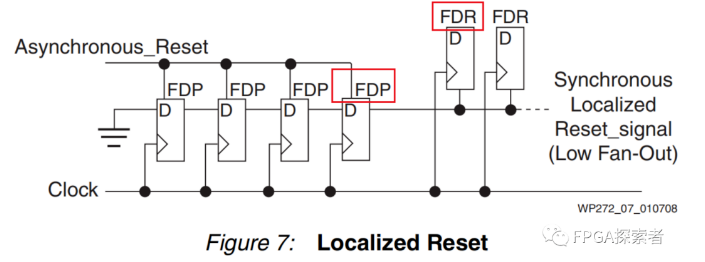 FDR FDR
Asynchronous_Reset
D D
FDP FDP FDP FDP
D D D D
Synchronous
Localized
Reset_signal
(Low Fan-Out)
Clock
WP272_07_010708
Figure 7: Localized Reset
FPGA探索者